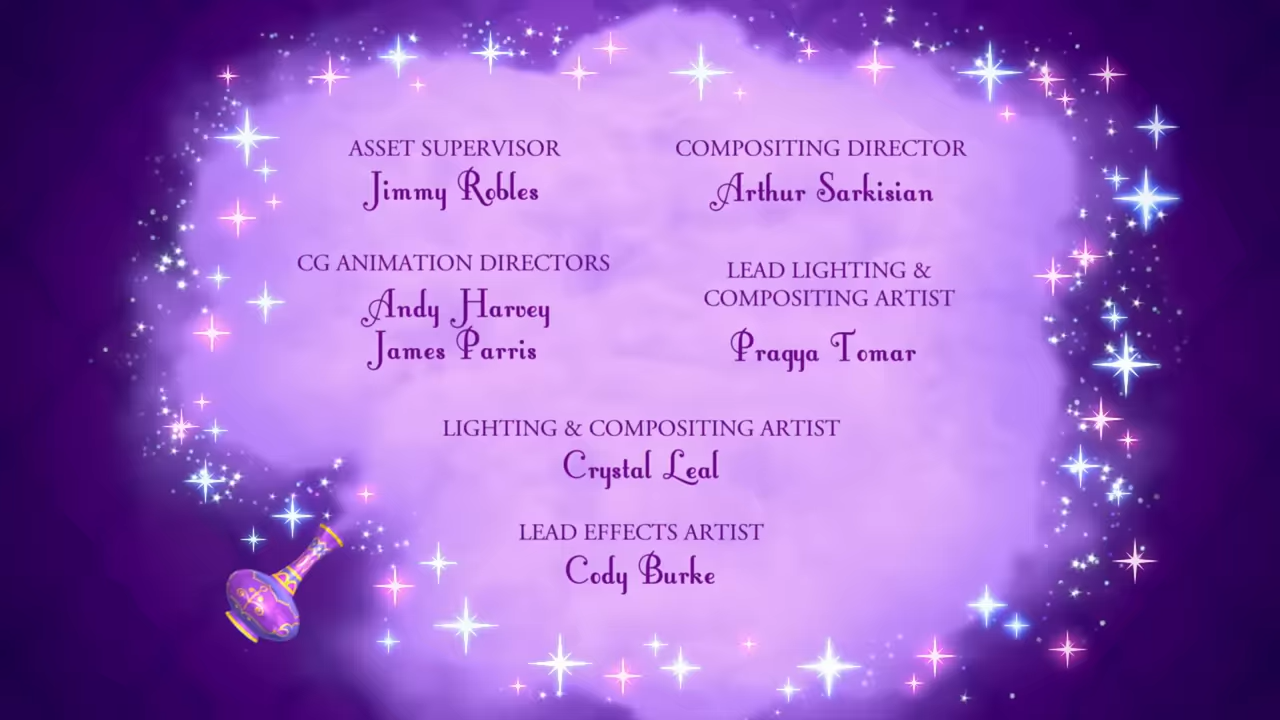 ASSET SUPERVISOR
Jimmy Robles
COMPOSITING DIRECTOR
Arthur Sarkisian
CG ANIMATION DIRECTORS
Andy Harvey
James Parris
LEAD LIGHTING &
COMPOSITING ARTIST
Pragya Tomar
LIGHTING & COMPOSITING ARTIST
Crystal Leal
LEAD EFFECTS ARTIST
Cody Burke